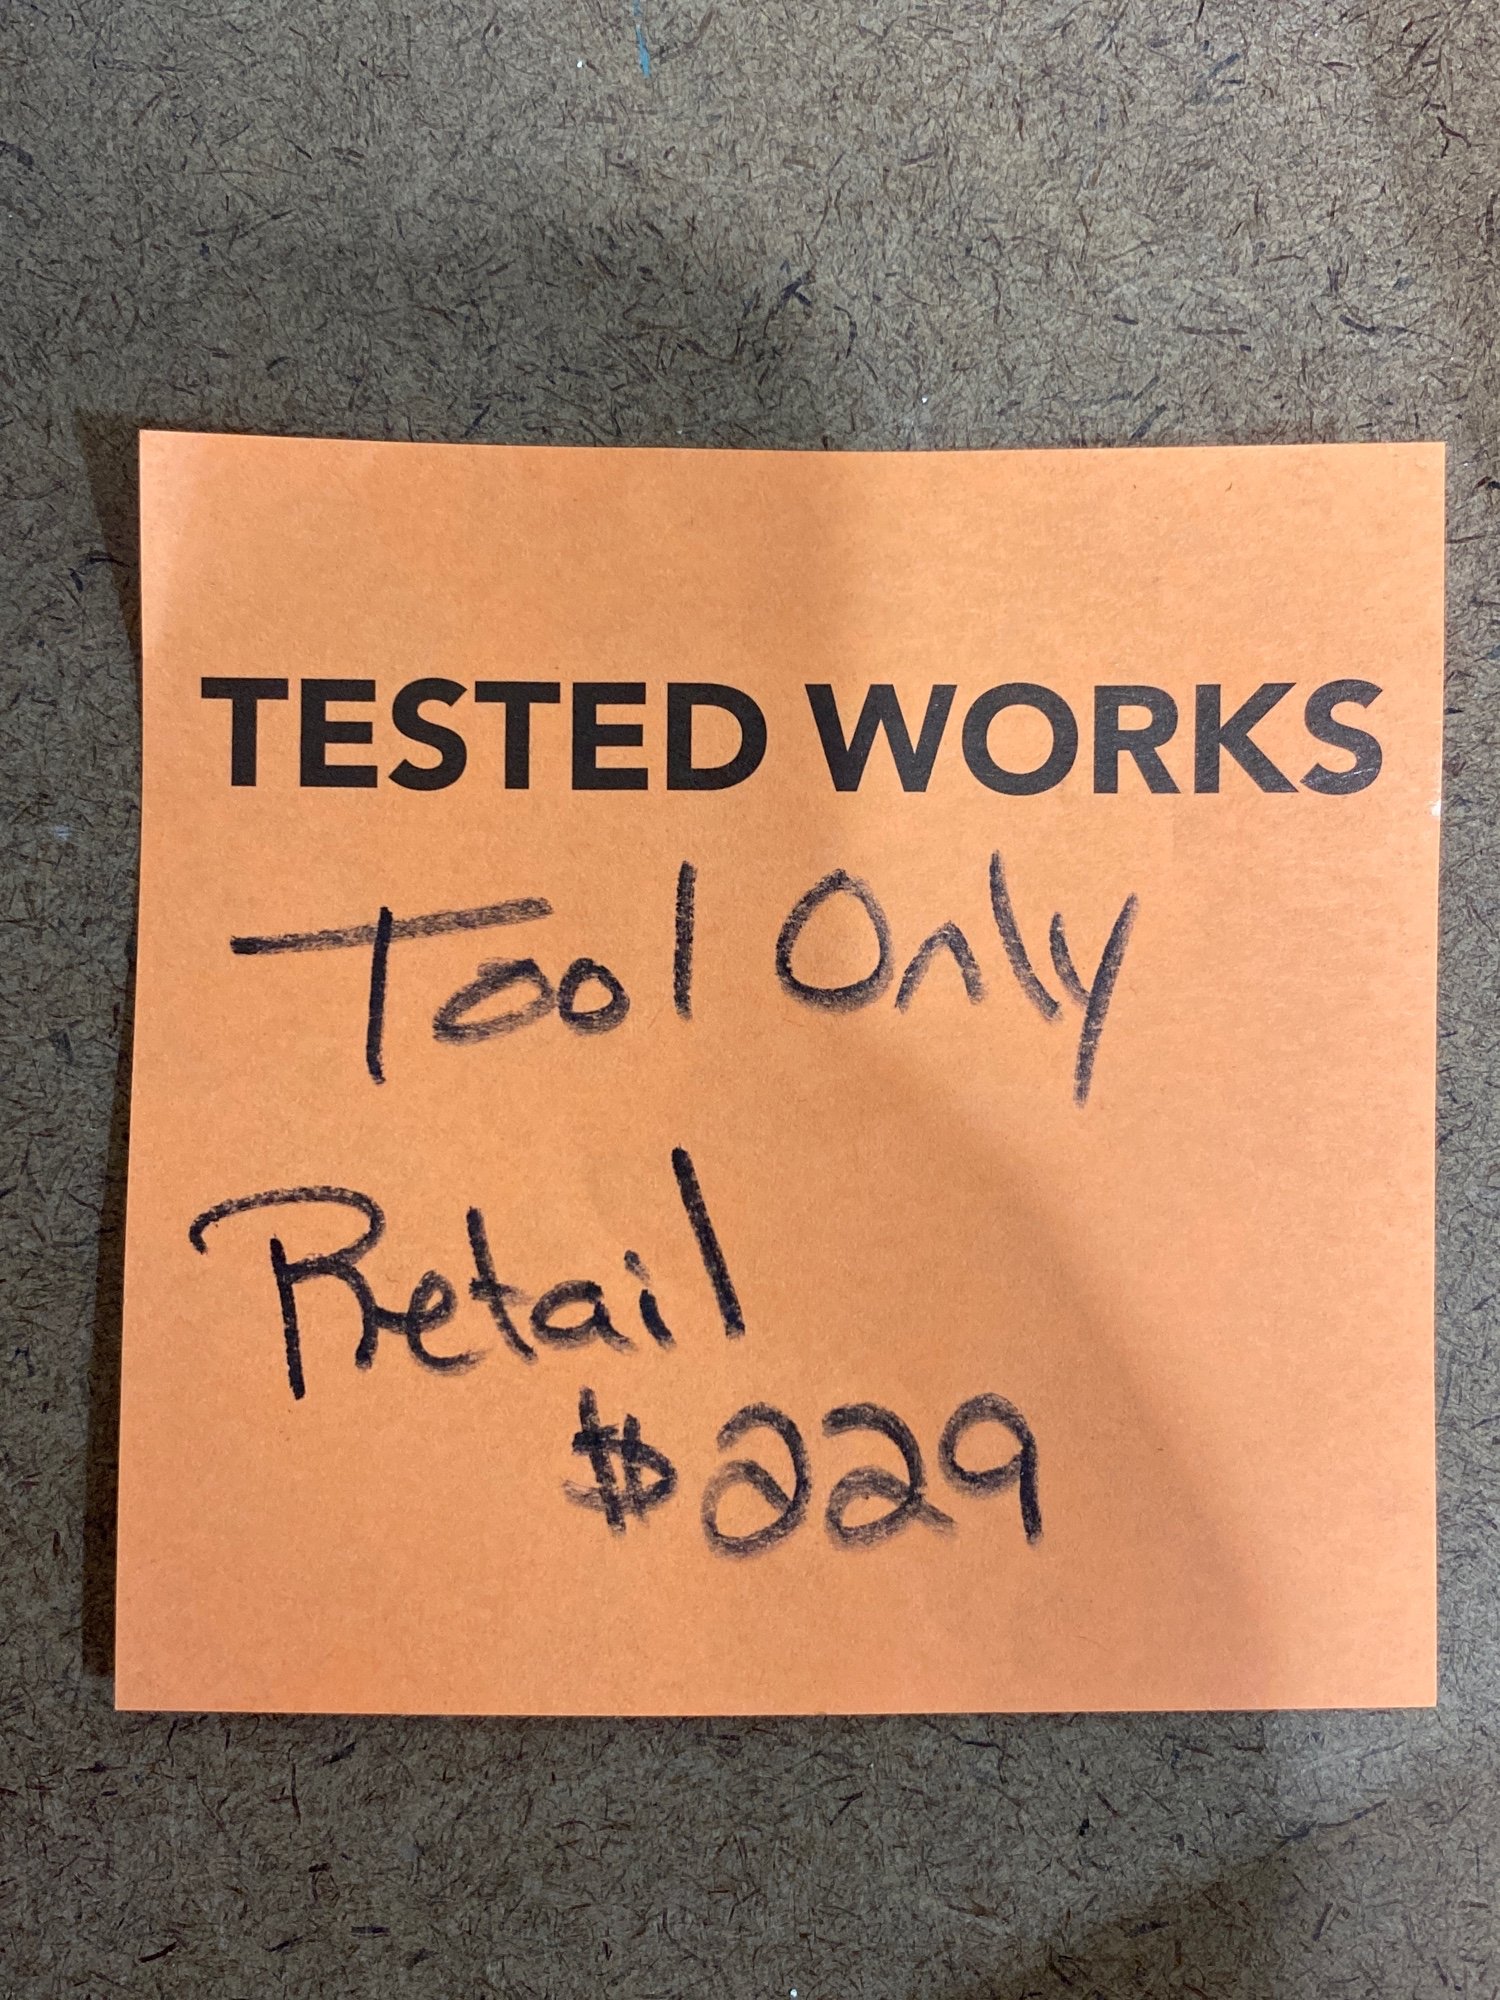 TESTED WORKS
Tool Only
Retail
$229